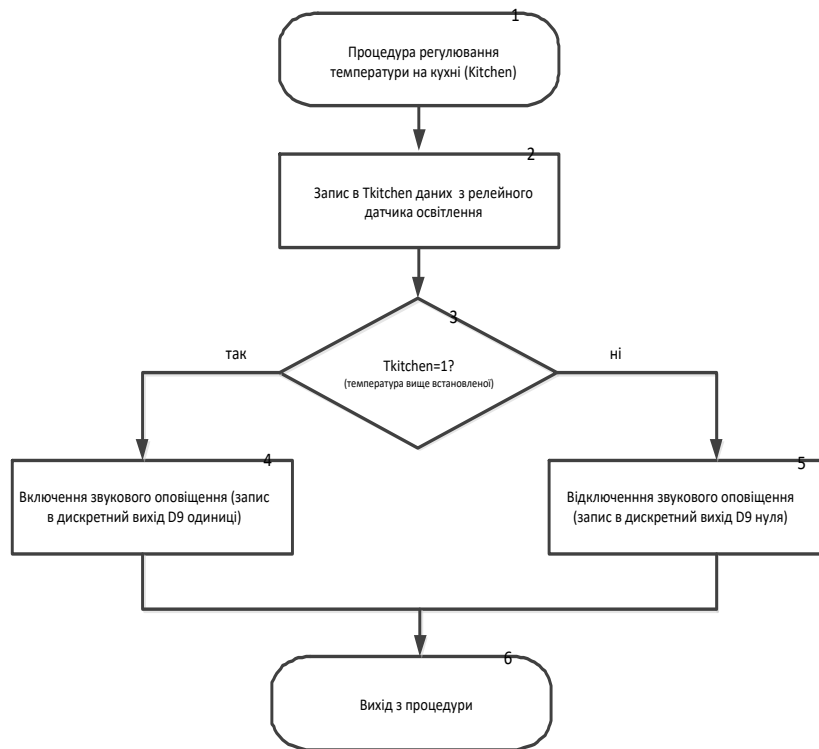 1
Процедура регулювання
температури на кухні (Kitchen)
2
Запис в Tkitchen даних з релейного
датчика освітлення
3
Tkitchen=1?
(температура вище встановленої)
так
ні
4
Включення звукового оповіщення (запис
в дискретний вихід D9 одиниці)
5
Відключенння звукового оповіщення
(запис в дискретний вихід D9 нуля)
6
Вихід з процедури